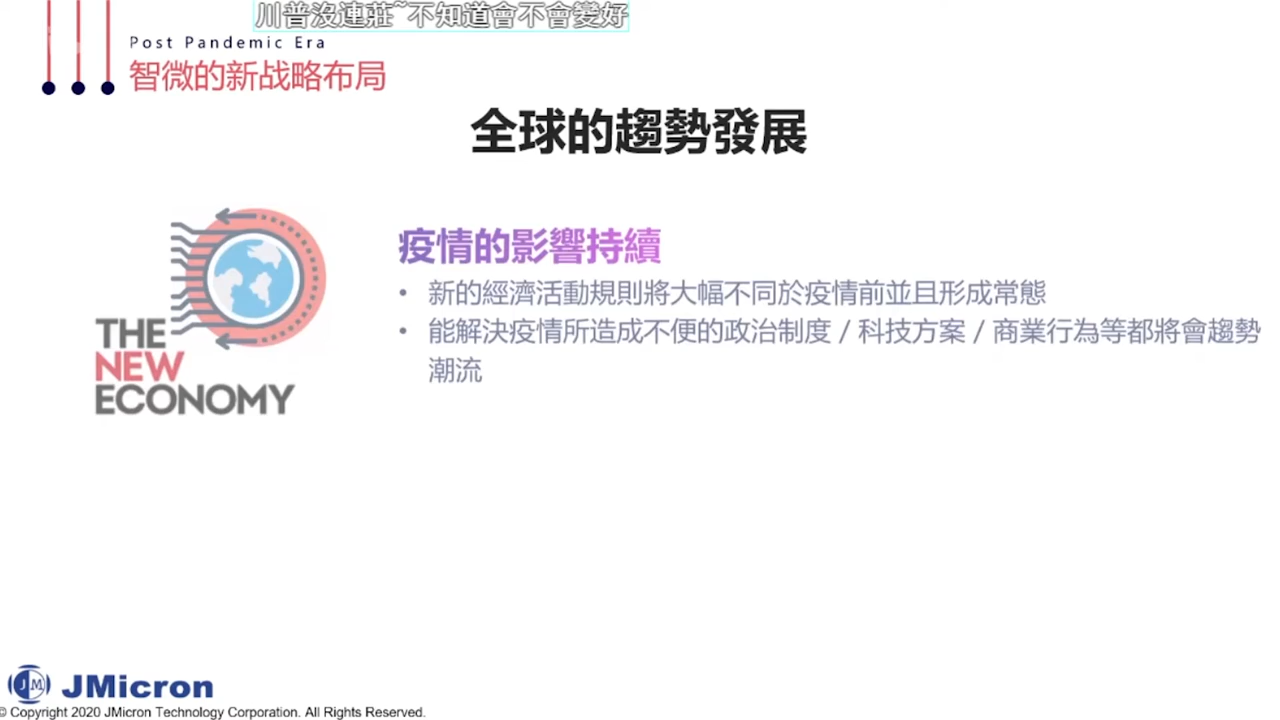 川普沒連莊~不知道會不會變好
Post Pandemic Era
智微的新战略布局
全球的趨勢發展
疫情的影響持續
• 新的經濟活動規則將大幅不同於疫情前並且形成常態
• 能解決疫情所造成不便的政治制度 / 科技方案 / 商業行為等都將會趨勢
潮流
THE
NEW
ECONOMY
JM JMicron
© Copyright 2020 JMicron Technology Corporation. All Rights Reserved.